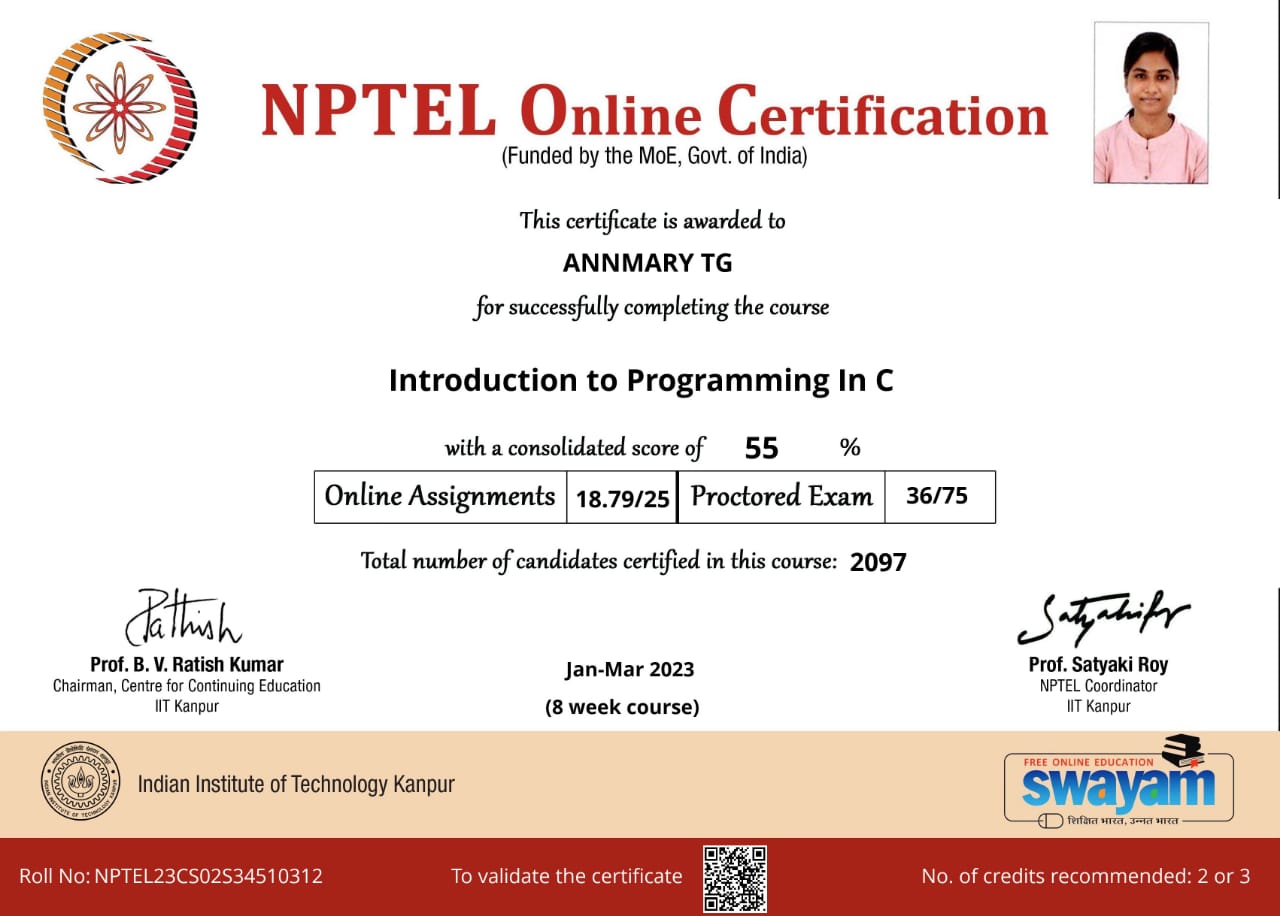 NPTEL Online Certification
(Funded by the MoE, Govt. of India)
This certificate is awarded to
ANNMARY TG
for successfully completing the course
Introduction to Programming In C
with a consolidated score of 55 %
Online Assignments 18.79/25 Proctored Exam 36/75
Total number of candidates certified in this course: 2097
Prof. B. V. Ratish Kumar
Chairman, Centre for Continuing Education
IIT Kanpur
Jan-Mar 2023
(8 week course)
Prof. Satyaki Roy
NPTEL Coordinator
IIT Kanpur
Indian Institute of Technology Kanpur
FREE ONLINE EDUCATION
swayam
शिक्षित भारत, उन्नत भारत
Roll No: NPTEL23CS02S34510312
To validate the certificate
No. of credits recommended: 2 or 3